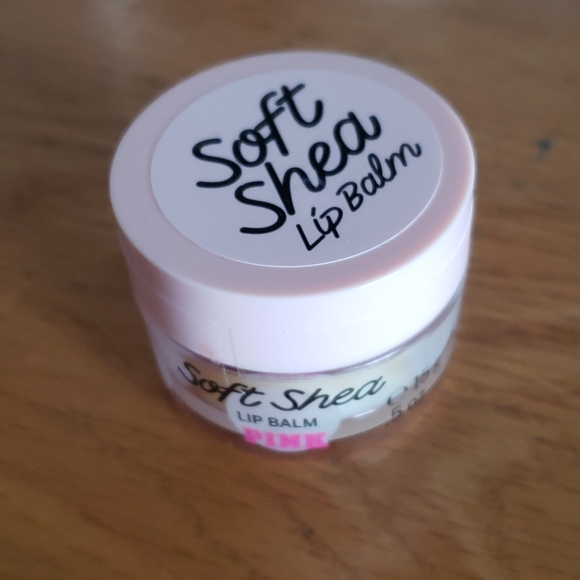 Soft
Shea
Lip Balm
Soft Shea
LIP BALM
PINK